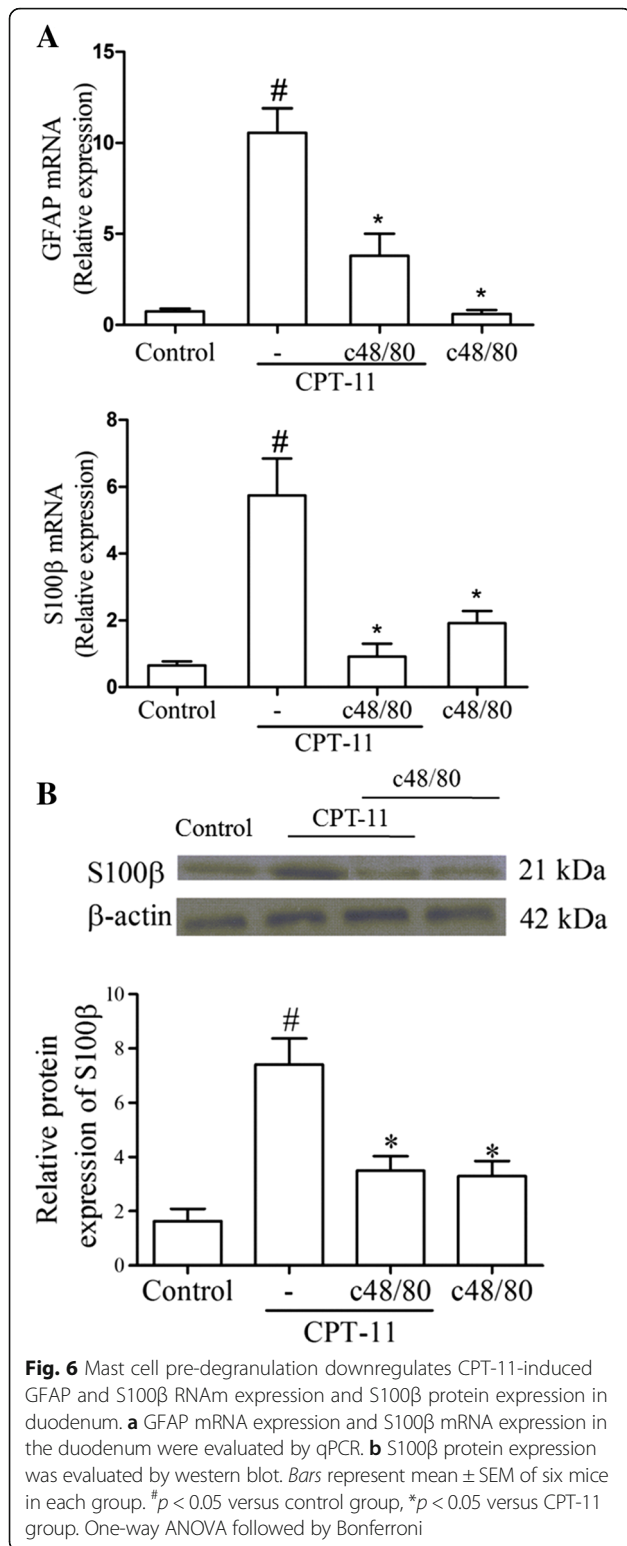 A
GFAP mRNA
(Relative expression)
15
10
5
0
#
*
*
Control
-
c48/80
c48/80
CPT-11
S100β mRNA
(Relative expression)
8
6
4
2
0
#
*
*
Control
-
c48/80
c48/80
CPT-11
B
c48/80
Control
CPT-11
S100β
21 kDa
β-actin
42 kDa
Relative protein
expression of S100β
10
8
6
4
2
0
#
*
*
Control
-
c48/80
c48/80
CPT-11
Fig. 6 Mast cell pre-degranulation downregulates CPT-11-induced
GFAP and S100β RNAm expression and S100β protein expression in
duodenum. a GFAP mRNA expression and S100β mRNA expression in
the duodenum were evaluated by qPCR. b S100β protein expression
was evaluated by western blot. Bars represent mean ± SEM of six mice
in each group. #p < 0.05 versus control group, *p < 0.05 versus CPT-11
group. One-way ANOVA followed by Bonferroni